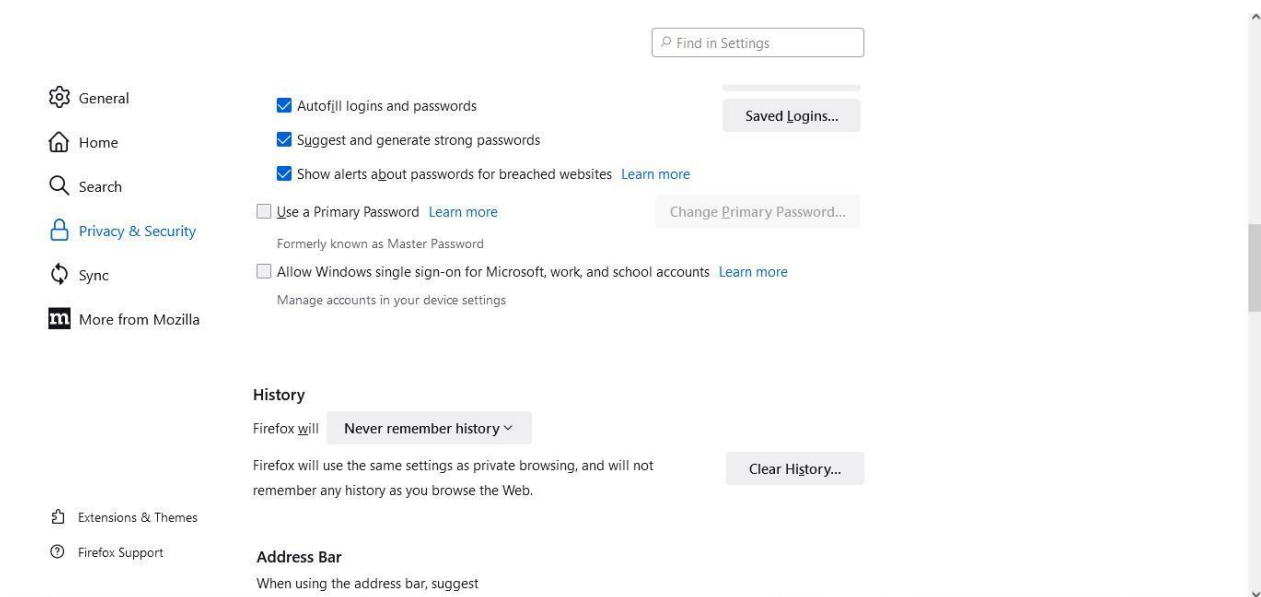 Find in Settings
General
Home
Search
Privacy & Security
Sync
More from Mozilla
Extensions & Themes
Firefox Support
Autofill logins and passwords
Saved Logins...
Suggest and generate strong passwords
Show alerts about passwords for breached websites Learn more
Use a Primary Password Learn more
Change Primary Password...
Formerly known as Master Password
Allow Windows single sign-on for Microsoft, work, and school accounts Learn more
Manage accounts in your device settings
History
Firefox will Never remember history
Firefox will use the same settings as private browsing, and will not
remember any history as you browse the Web.
Clear History...
Address Bar
When using the address bar, suggest